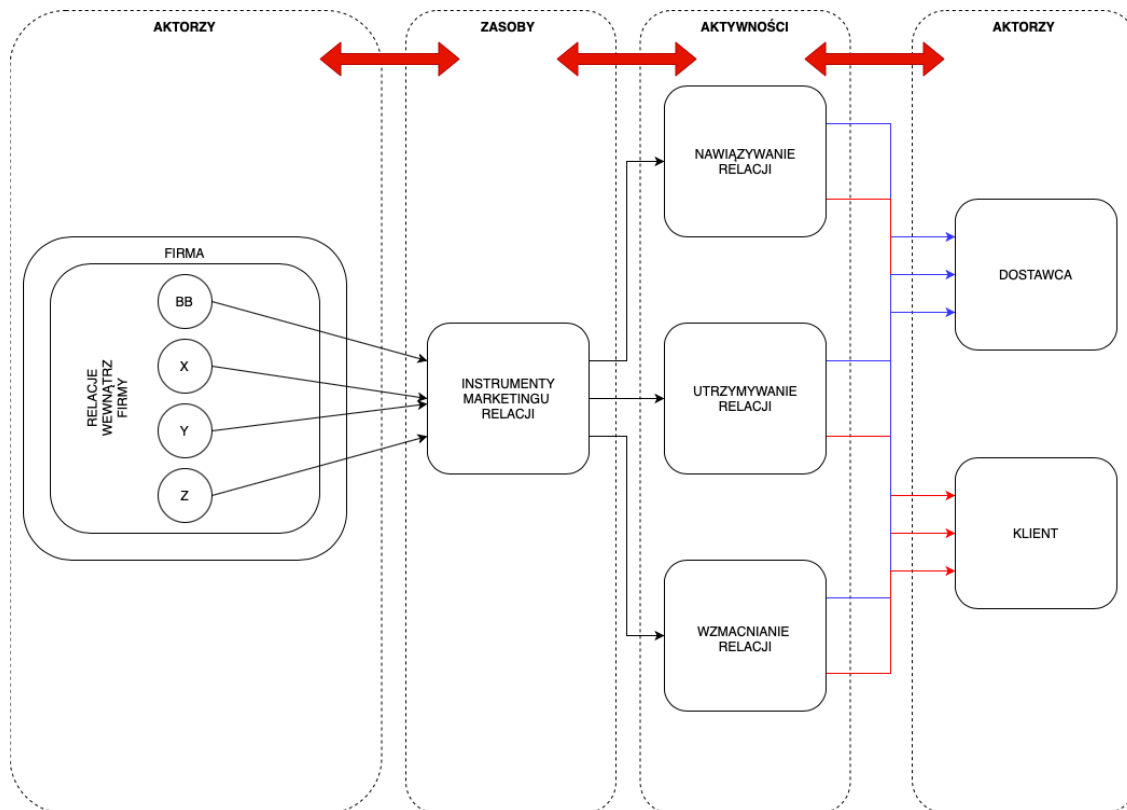 AKTORZY
ZASOBY
AKTYWNOŚCI
AKTORZY
FIRMA
RELACJE
WEWNĄTRZ
FIRMY
BB
X
Y
Z
INSTRUMENTY
MARKETINGU
RELACJI
NAWIĄZYWANIE
RELACJI
UTRZYMYWANIE
RELACJI
WZMACNIANIE
RELACJI
DOSTAWCA
KLIENT